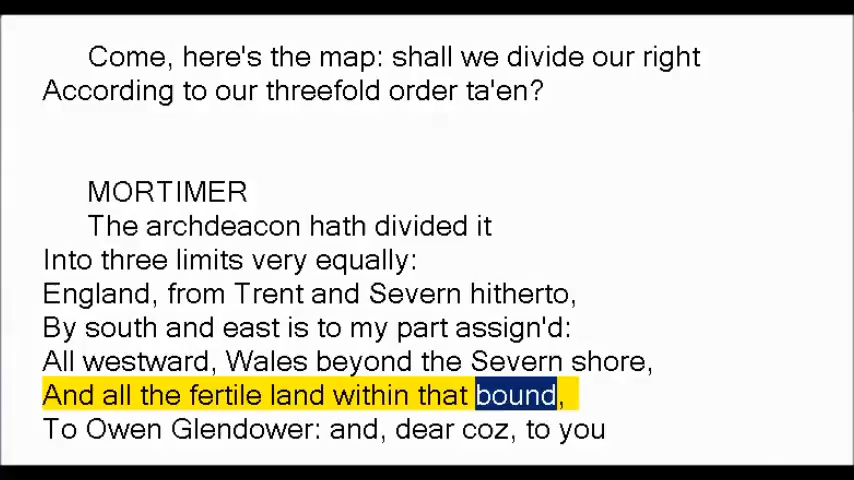 Come, here's the map: shall we divide our right
According to our threefold order ta'en?
MORTIMER
The archdeacon hath divided it
Into three limits very equally:
England, from Trent and Severn hitherto,
By south and east is to my part assign'd:
All westward, Wales beyond the Severn shore,
And all the fertile land within that bound,
To Owen Glendower: and, dear coz, to you